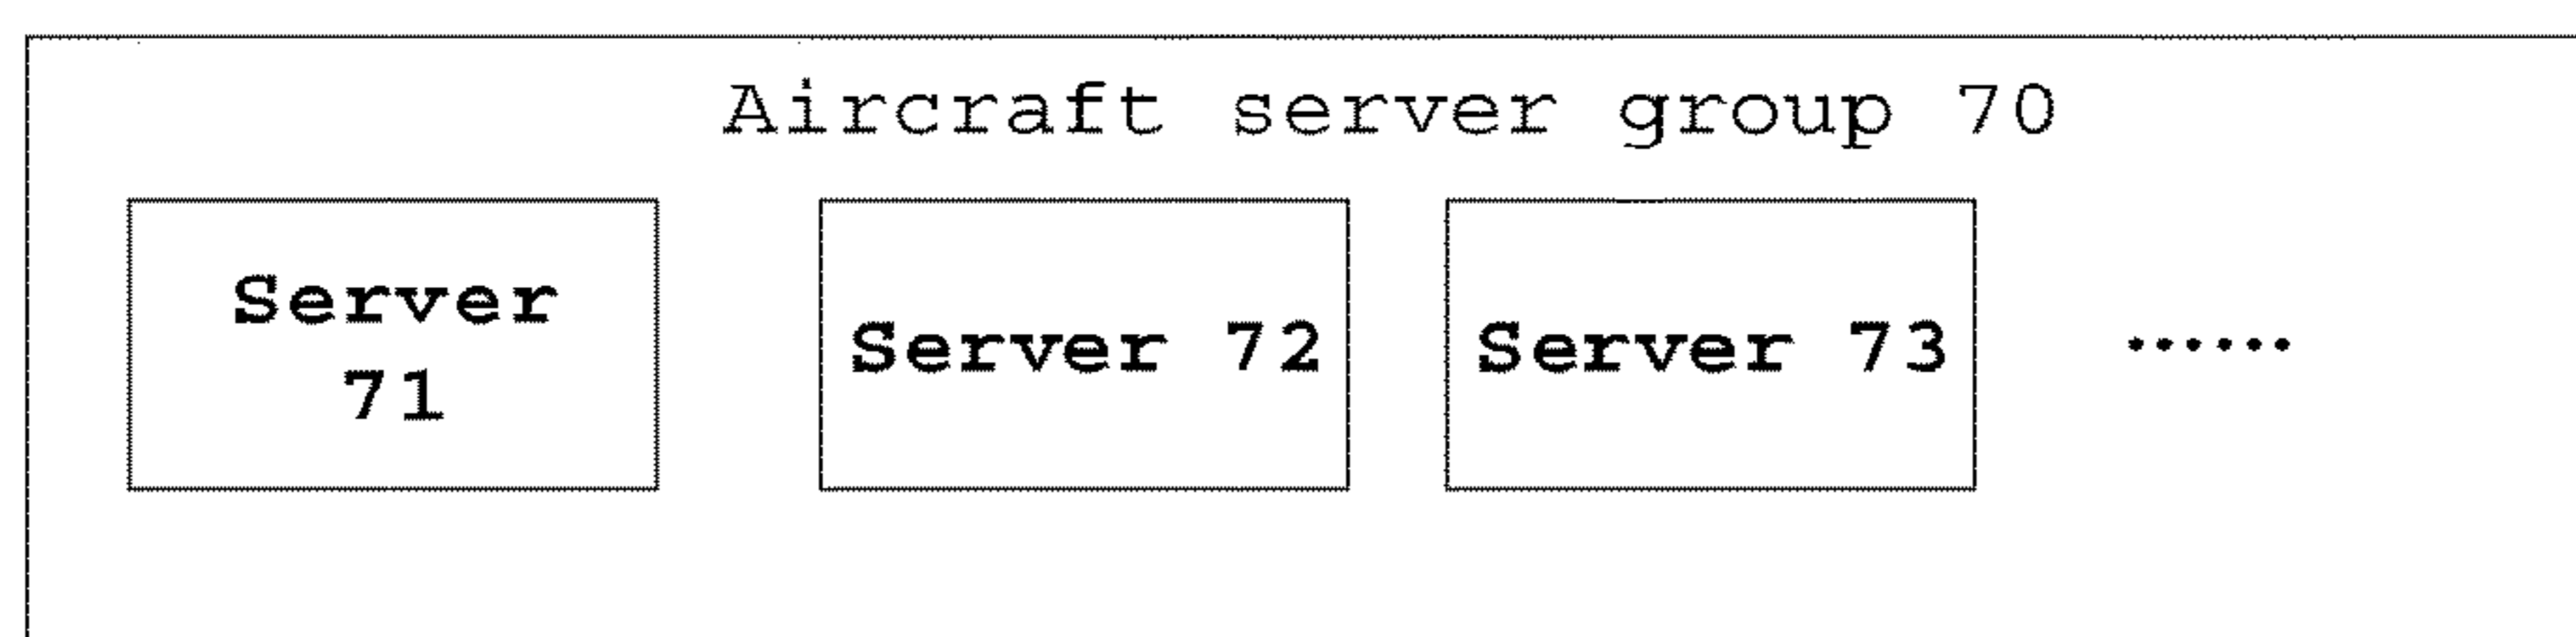 Aircraft server group 70
Server
71
Server 72
Server 73
......